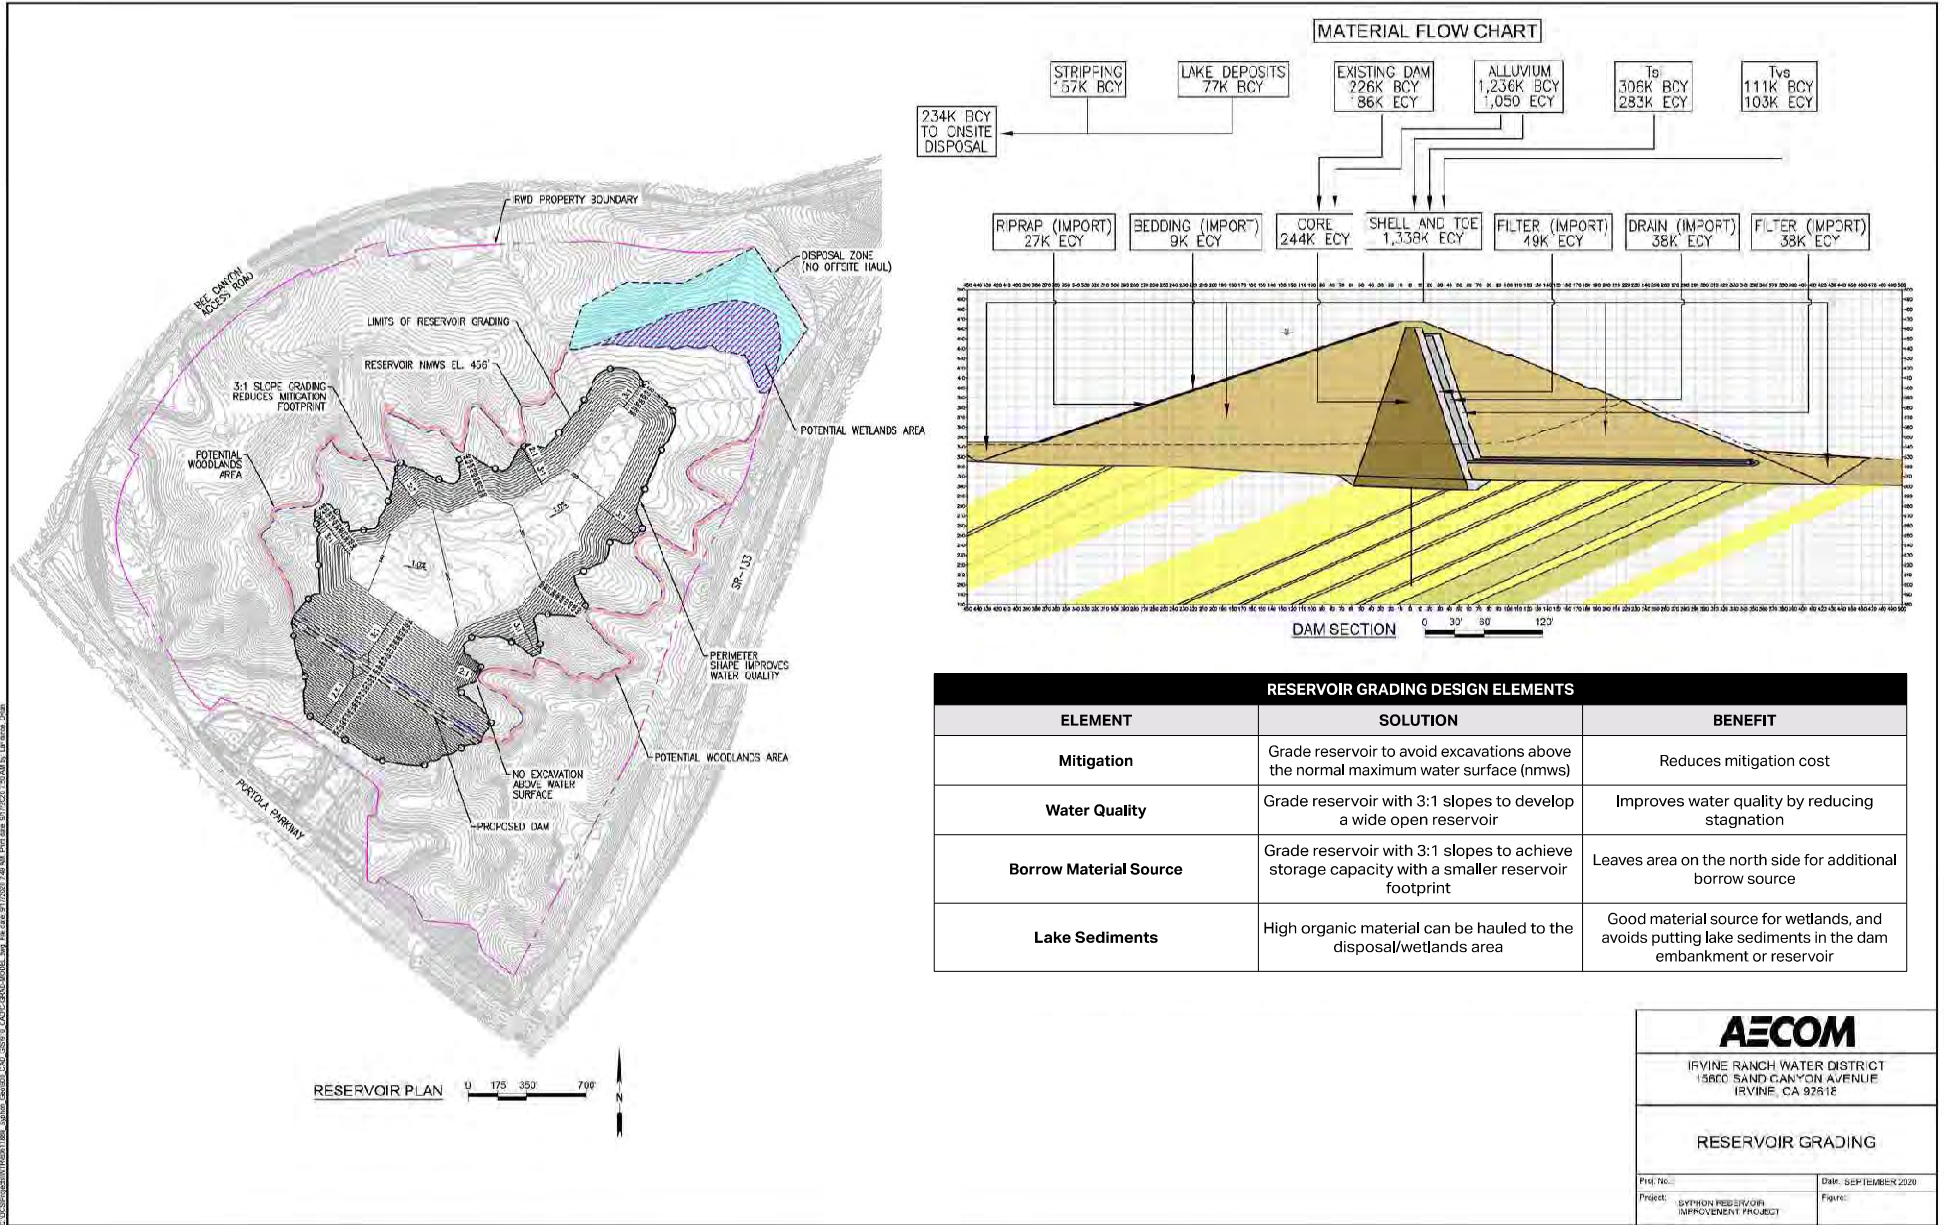 MATERIAL FLOW CHART
STRIPPING
157K BCY
LAKE DEPOSITS
77K BCY
EXISTING DAM
226K BCY
186K ECY
ALLUVIUM
1,236K BCY
1,050 ECY
Ts
306K BCY
283K ECY
Tvs
111K BCY
103K ECY
234K BCY
TO ONSITE
DISPOSAL
RIPRAP (IMPORT)
27K ECY
BEDDING (IMPORT)
9K ECY
CORE
244K ECY
SHELL AND TOE
1,338K ECY
FILTER (IMPORT)
49K ECY
DRAIN (IMPORT)
38K ECY
FILTER (IMPORT)
38K ECY
DAM SECTION
0 30' 60' 120'
RWD PROPERTY BOUNDARY
DISPOSAL ZONE
(NO OFFSITE HAUL)
BEE CANYON
ACCESS ROAD
LIMITS OF RESERVOIR GRADING
RESERVOIR NMWS EL. 456'
3:1 SLOPE GRADING
REDUCES MITIGATION
FOOTPRINT
POTENTIAL WETLANDS AREA
POTENTIAL
WOODLANDS
AREA
SR-133
PERIMETER
SHAPE IMPROVES
WATER QUALITY
POTENTIAL WOODLANDS AREA
NO EXCAVATION
ABOVE WATER
SURFACE
PROPOSED DAM
PORTOLA PARKWAY
RESERVOIR PLAN
0 175 350' 700'
N
RESERVOIR GRADING DESIGN ELEMENTS
ELEMENT SOLUTION BENEFIT
Mitigation
Grade reservoir to avoid excavations above
the normal maximum water surface (nmws)
Reduces mitigation cost
Water Quality
Grade reservoir with 3:1 slopes to develop
a wide open reservoir
Improves water quality by reducing
stagnation
Borrow Material Source
Grade reservoir with 3:1 slopes to achieve
storage capacity with a smaller reservoir
footprint
Leaves area on the north side for additional
borrow source
Lake Sediments
High organic material can be hauled to the
disposal/wetlands area
Good material source for wetlands, and
avoids putting lake sediments in the dam
embankment or reservoir
AECOM
IRVINE RANCH WATER DISTRICT
15600 SAND CANYON AVENUE
IRVINE, CA 92618
RESERVOIR GRADING
Proj. No.:
Date: SEPTEMBER 2020
Project: SYPHON RESERVOIR
IMPROVEMENT PROJECT
Figure: